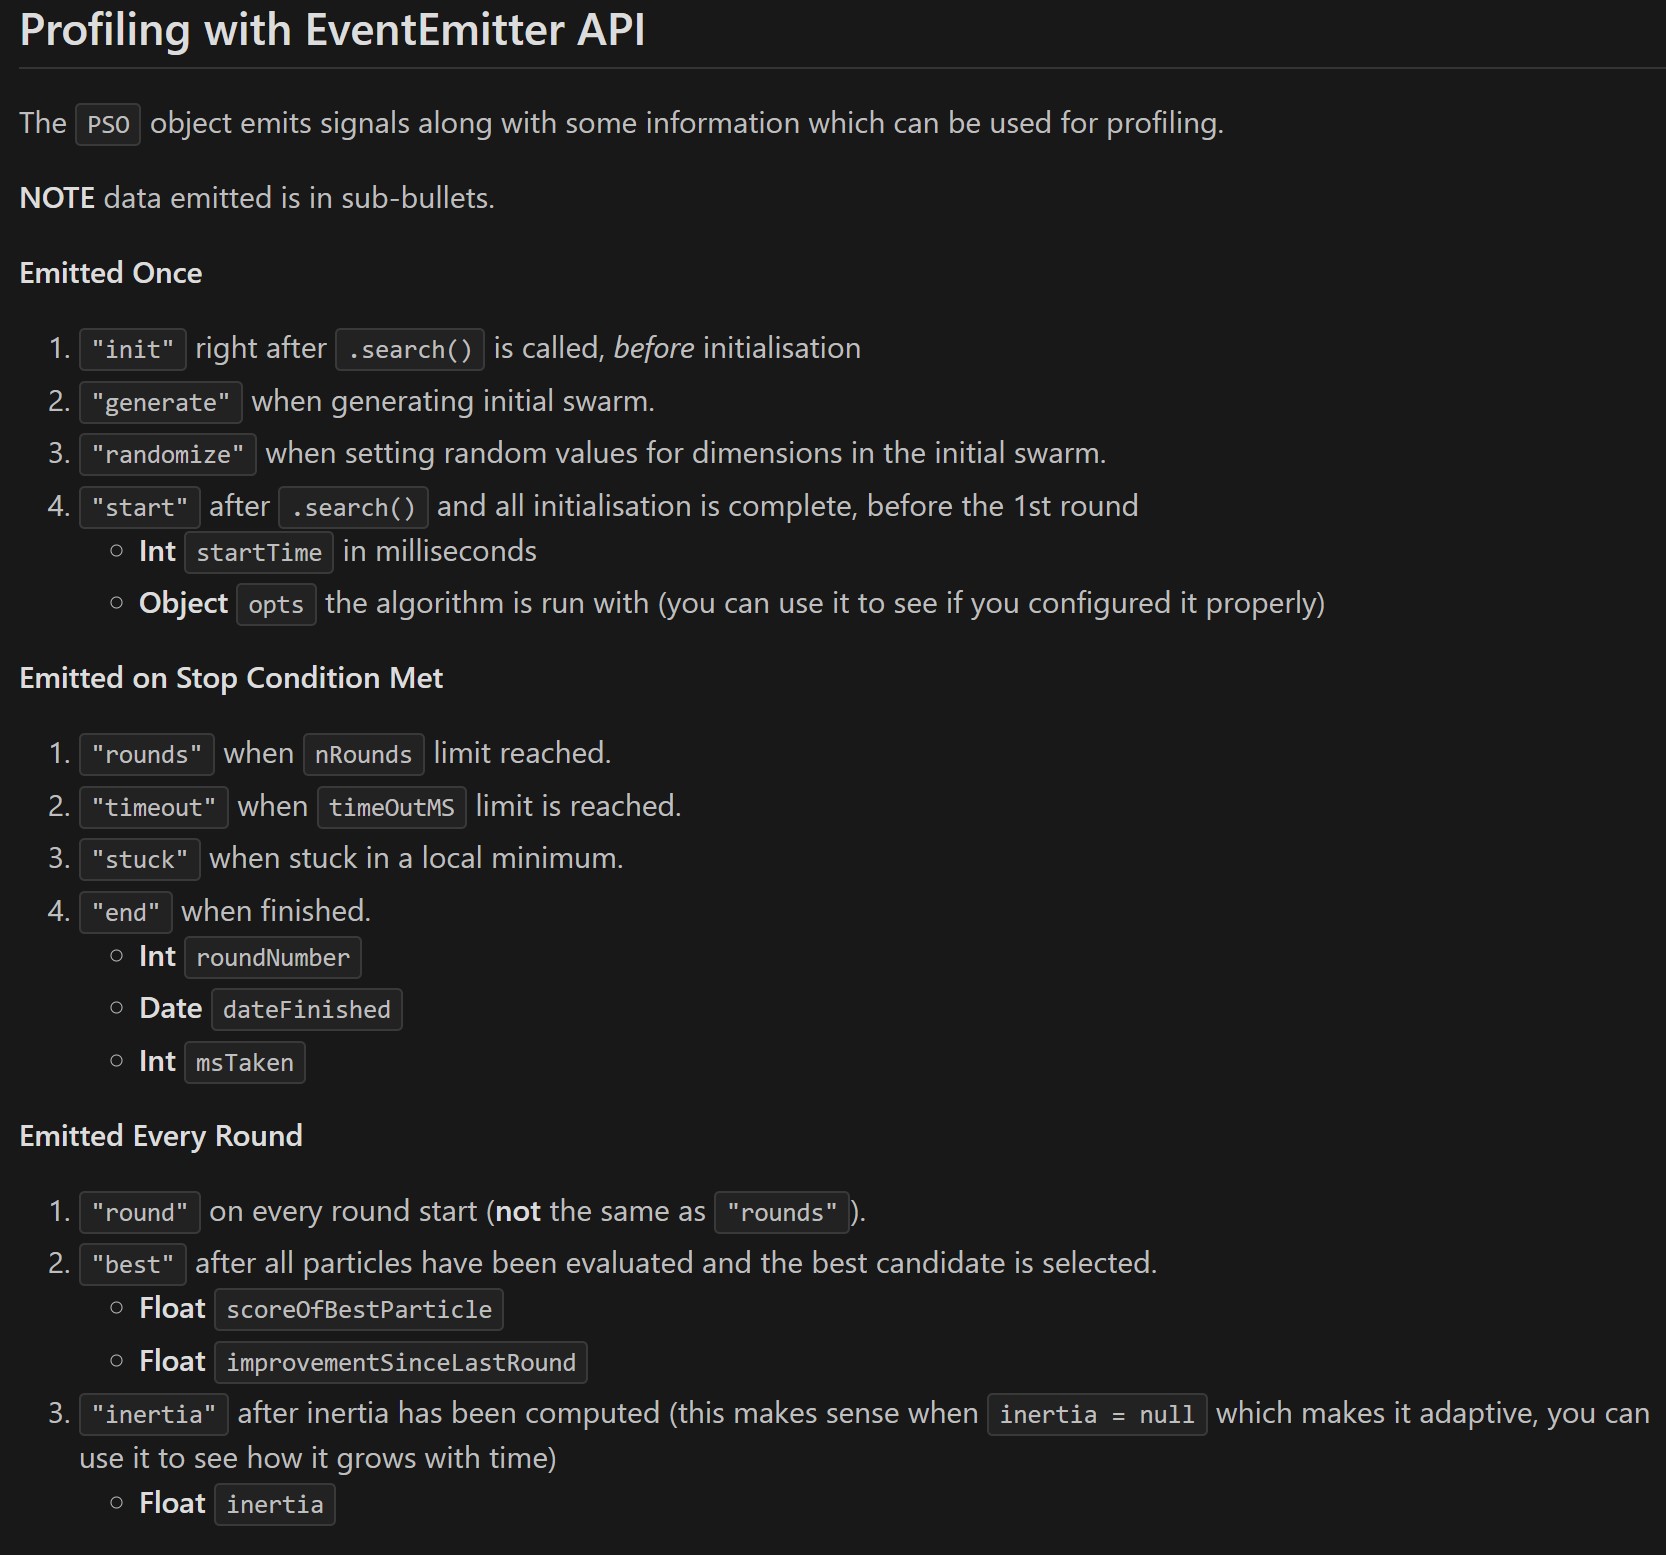 Profiling with EventEmitter API
The PSO object emits signals along with some information which can be used for profiling.
NOTE data emitted is in sub-bullets.
Emitted Once
1. "init" right after .search() is called, before initialisation
2. "generate" when generating initial swarm.
3. "randomize" when setting random values for dimensions in the initial swarm.
4. "start" after .search() and all initialisation is complete, before the 1st round
○ Int startTime in milliseconds
○ Object opts the algorithm is run with (you can use it to see if you configured it properly)
Emitted on Stop Condition Met
1. "rounds" when nRounds limit reached.
2. "timeout" when timeOutMS limit is reached.
3. "stuck" when stuck in a local minimum.
4. "end" when finished.
○ Int roundNumber
○ Date dateFinished
○ Int msTaken
Emitted Every Round
1. "round" on every round start (not the same as "rounds").
2. "best" after all particles have been evaluated and the best candidate is selected.
○ Float scoreOfBestParticle
○ Float improvementSinceLastRound
3. "inertia" after inertia has been computed (this makes sense when inertia = null which makes it adaptive, you can
use it to see how it grows with time)
○ Float inertia